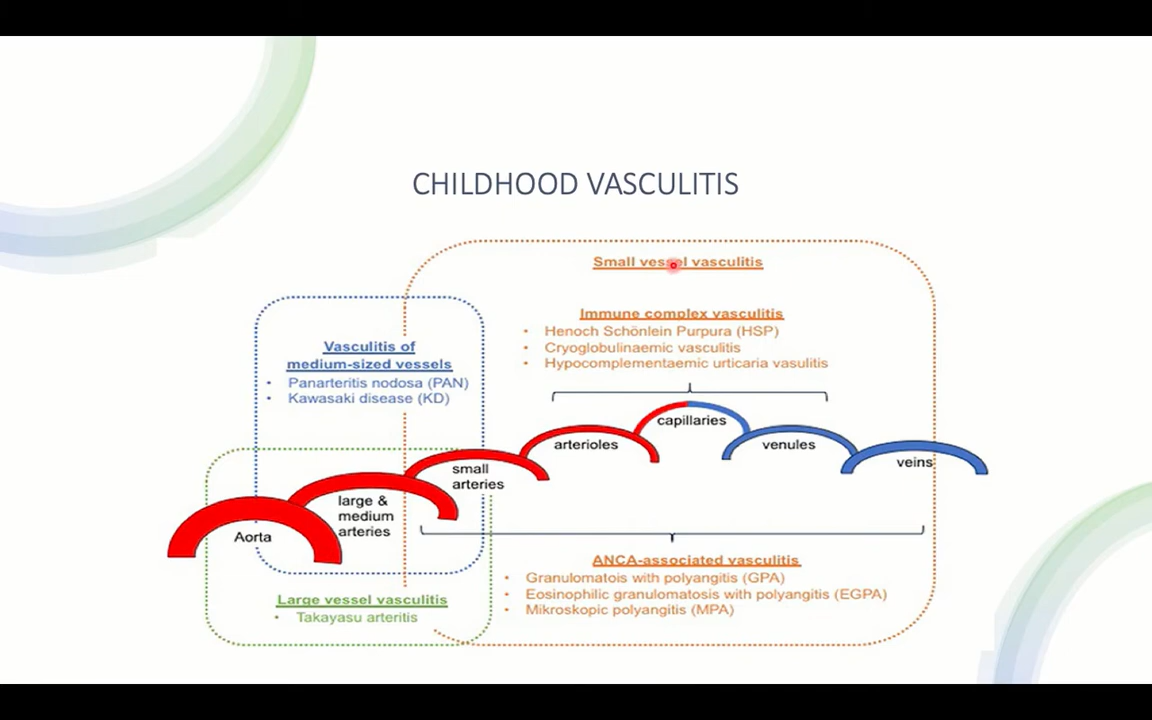 CHILDHOOD VASCULITIS
Small vessel vasculitis
Immune complex vasculitis
• Henoch Schönlein Purpura (HSP)
• Cryoglobulinaemic vasculitis
• Hypocomplementaemic urticaria vasulitis
Vasculitis of
medium-sized vessels
• Panarteritis nodosa (PAN)
• Kawasaki disease (KD)
capillaries
arterioles
venules
veins
small
arteries
large &
medium
arteries
Aorta
ANCA-associated vasculitis
• Granulomatois with polyangitis (GPA)
• Eosinophilic granulomatosis with polyangitis (EGPA)
• Mikroskopic polyangitis (MPA)
Large vessel vasculitis
• Takayasu arteritis